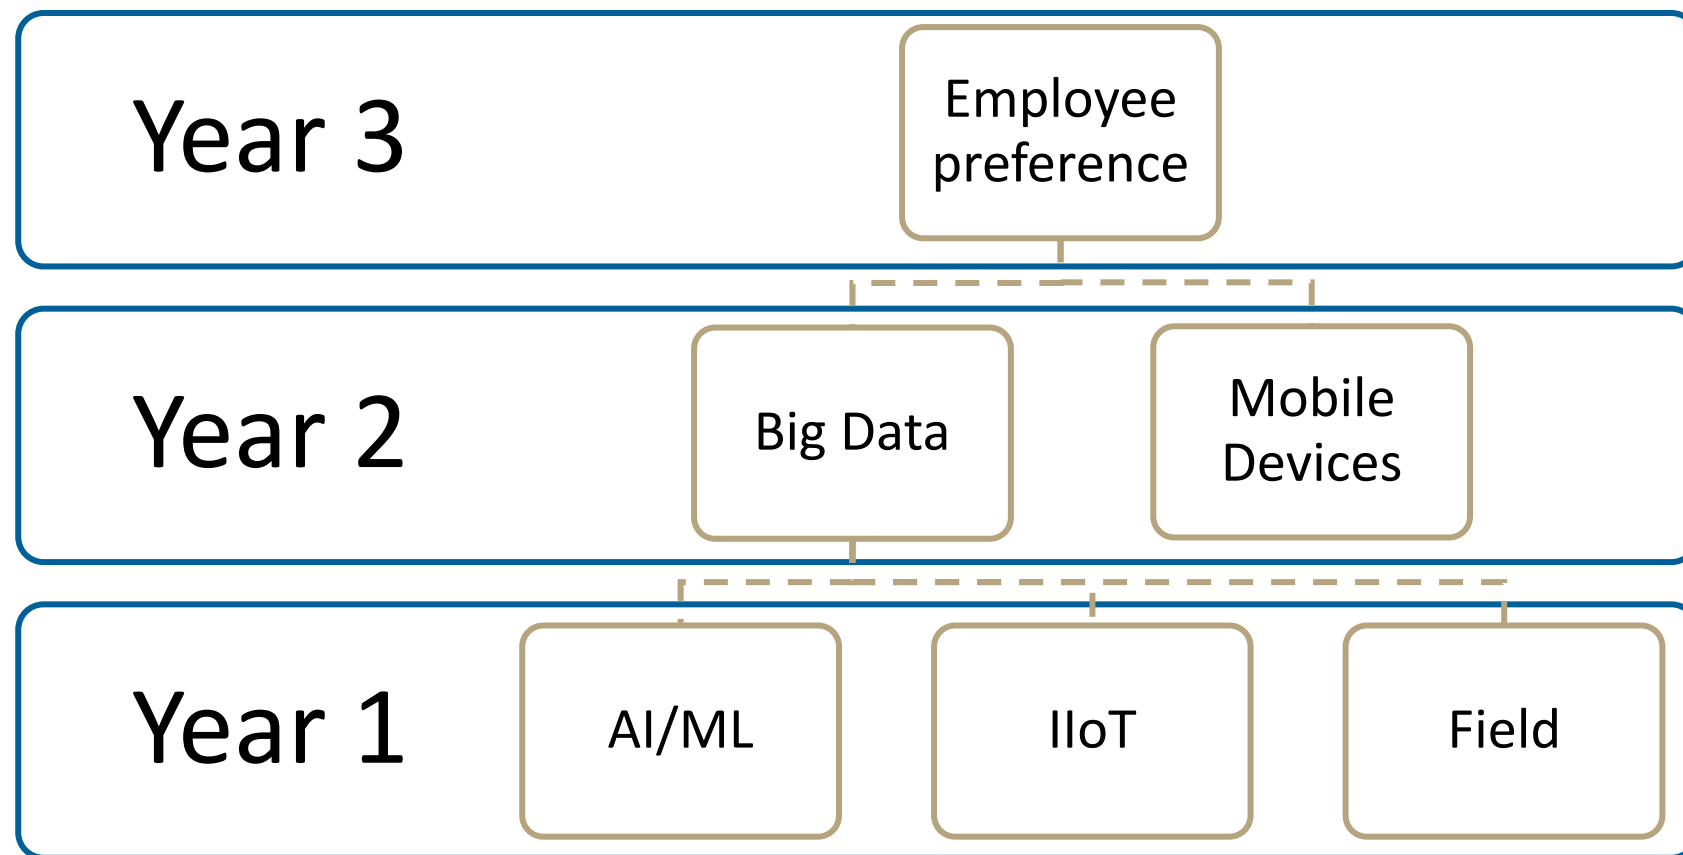 Year 3
Employee
preference
Year 2
Big Data
Mobile
Devices
Year 1
AI/ML
IIoT
Field